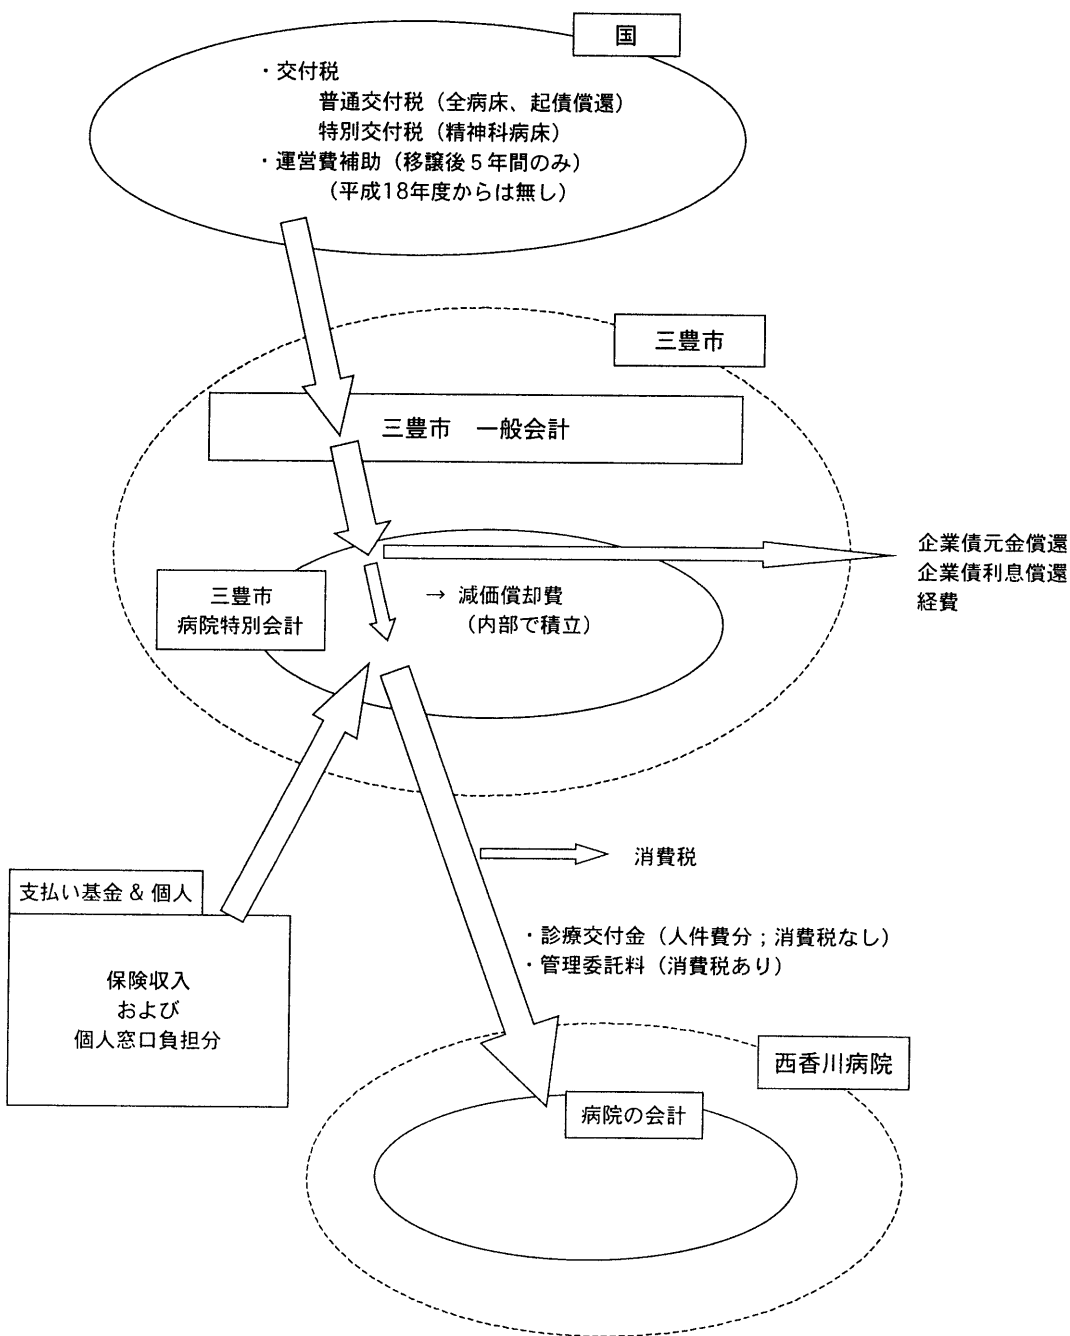 国
・交付税
普通交付税（全病床、起債償還）
特別交付税（精神科病床）
・運営費補助（移譲後５年間のみ）
（平成18年度からは無し）
三豊市
三豊市　一般会計
企業債元金償還
企業債利息償還
経費
三豊市
病院特別会計
→ 減価償却費
（内部で積立）
消費税
支払い基金 & 個人
保険収入
および
個人窓口負担分
・診療交付金（人件費分；消費税なし）
・管理委託料（消費税あり）
西香川病院
病院の会計